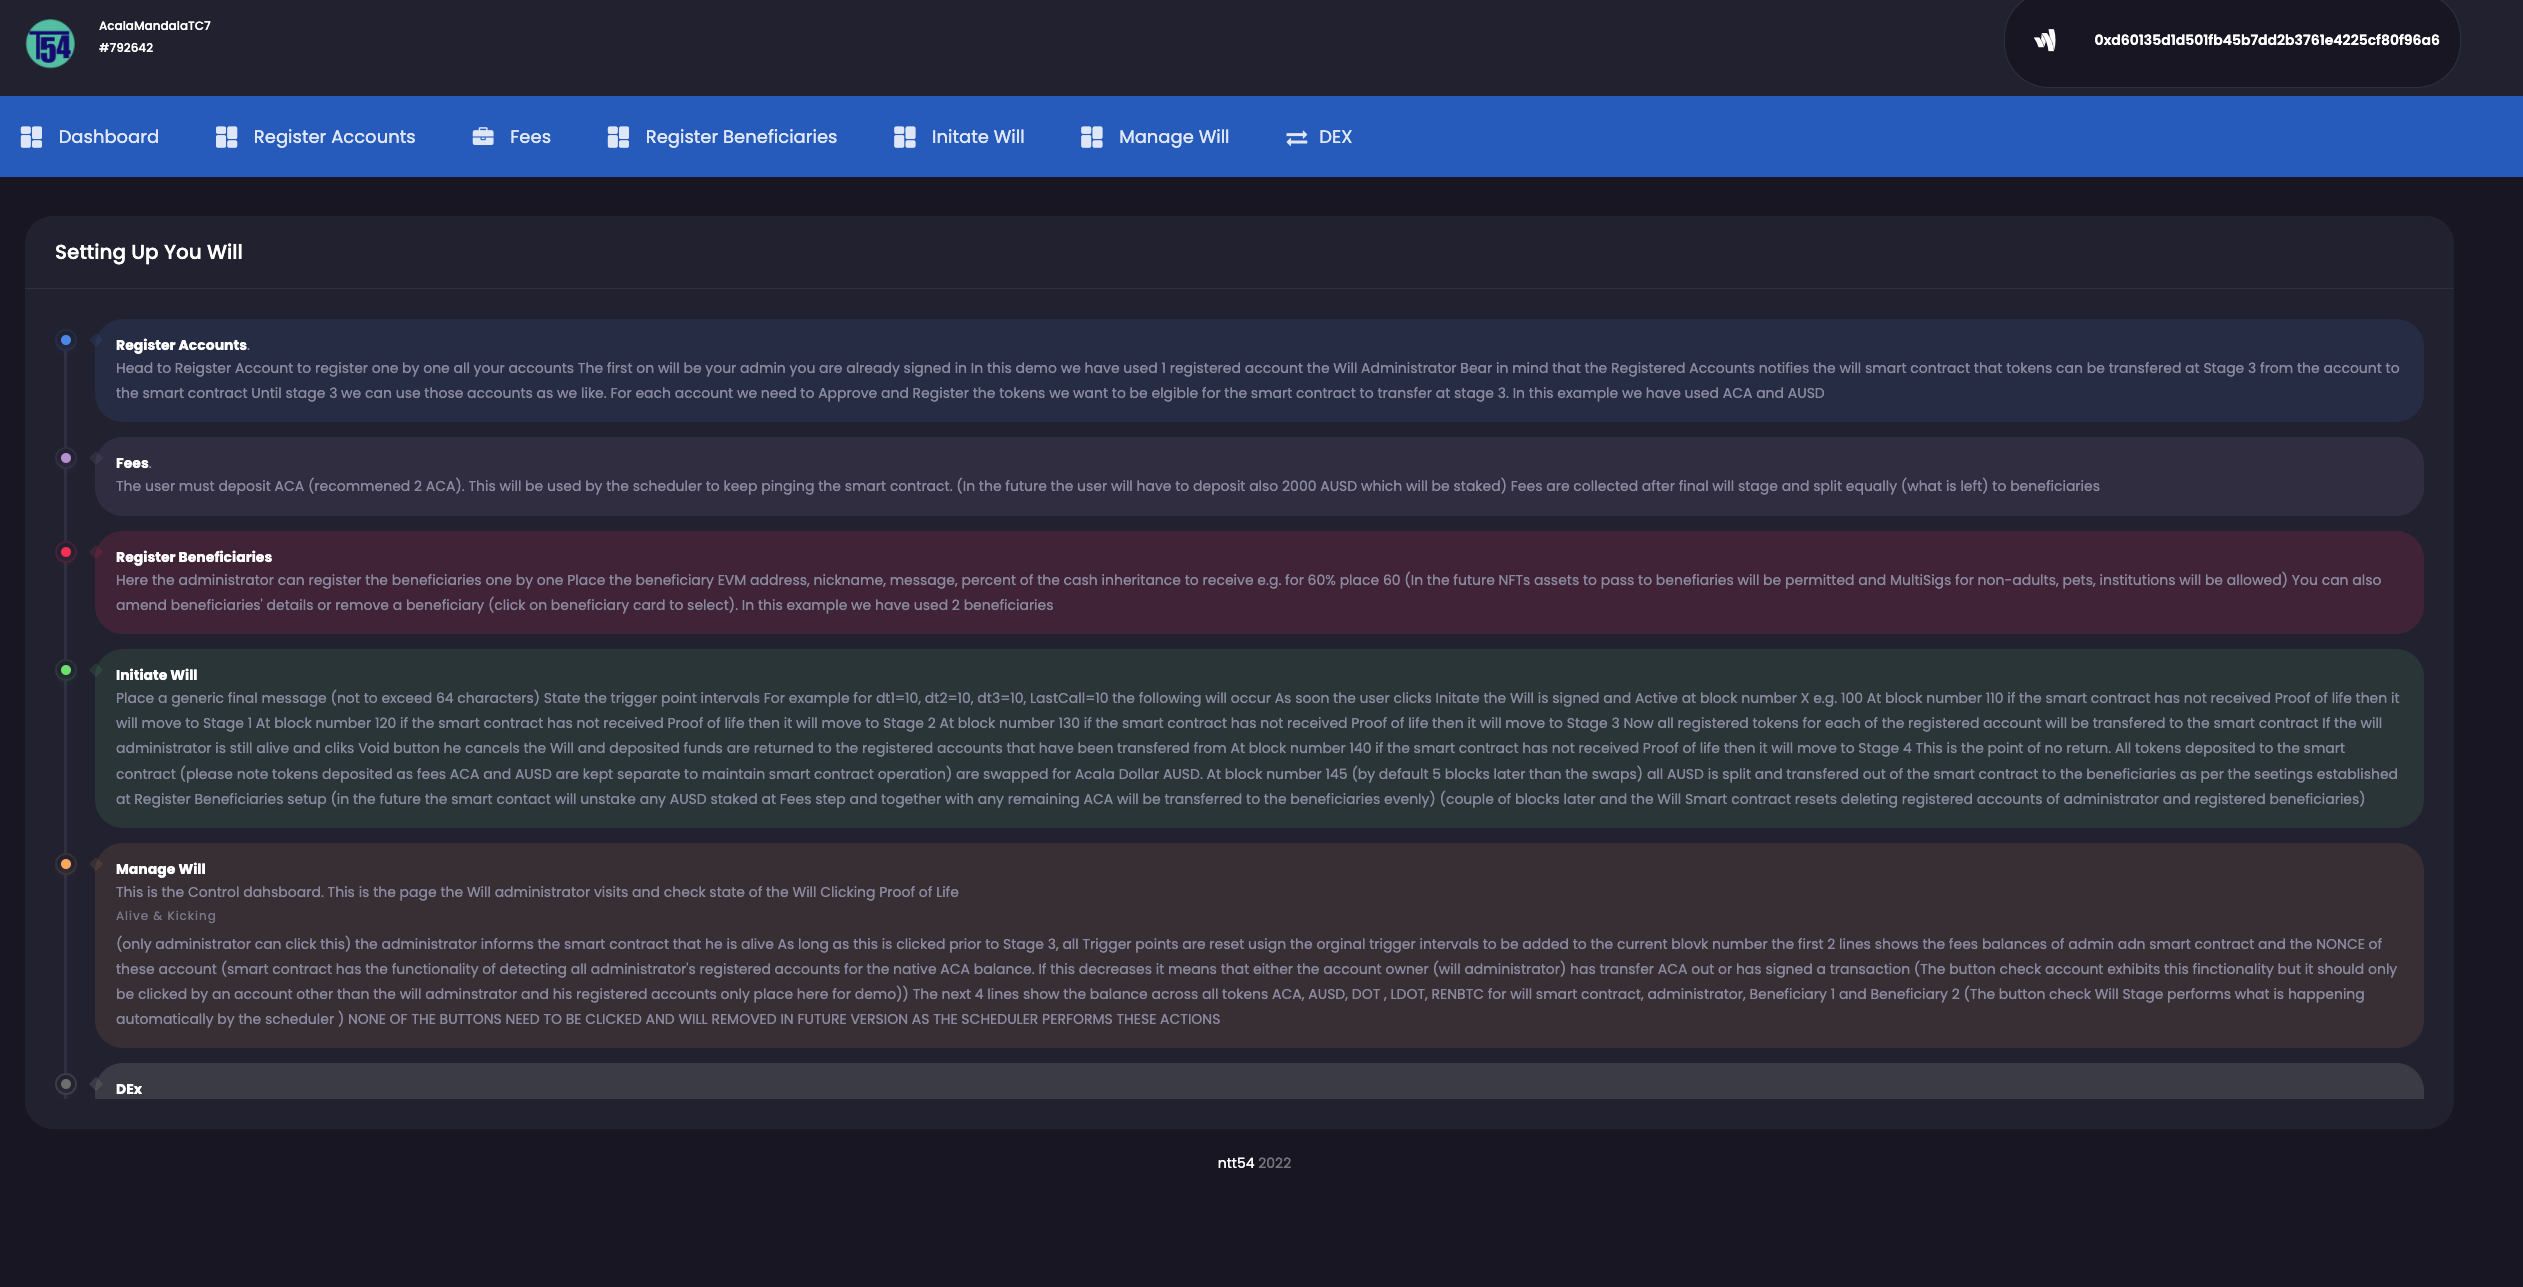 T54
AcalaMandalaTC7
#792642
0xd60135d1d501fb45b7dd2b3761e4225cf80f96a6
Dashboard
Register Accounts
Fees
Register Beneficiaries
Initate Will
Manage Will
DEX
Setting Up You Will
Register Accounts.
Head to Reigster Account to register one by one all your accounts The first on will be your admin you are already signed in In this demo we have used 1 registered account the Will Administrator Bear in mind that the Registered Accounts notifies the will smart contract that tokens can be transfered at Stage 3 from the account to
the smart contract Until stage 3 we can use those accounts as we like. For each account we need to Approve and Register the tokens we want to be elgible for the smart contract to transfer at stage 3. In this example we have used ACA and AUSD
Fees.
The user must deposit ACA (recommened 2 ACA). This will be used by the scheduler to keep pinging the smart contract. (In the future the user will have to deposit also 2000 AUSD which will be staked) Fees are collected after final will stage and split equally (what is left) to beneficiaries
Register Beneficiaries
Here the administrator can register the beneficiaries one by one Place the beneficiary EVM address, nickname, message, percent of the cash inheritance to receive e.g. for 60% place 60 (In the future NFTs assets to pass to benefiaries will be permitted and MultiSigs for non-adults, pets, institutions will be allowed) You can also
amend beneficiaries' details or remove a beneficiary (click on beneficiary card to select). In this example we have used 2 beneficiaries
Initiate Will
Place a generic final message (not to exceed 64 characters) State the trigger point intervals For example for dt1=10, dt2=10, dt3=10, LastCall=10 the following will occur As soon the user clicks Initate the Will is signed and Active at block number X e.g. 100 At block number 110 if the smart contract has not received Proof of life then it
will move to Stage 1 At block number 120 if the smart contract has not received Proof of life then it will move to Stage 2 At block number 130 if the smart contract has not received Proof of life then it will move to Stage 3 Now all registered tokens for each of the registered account will be transfered to the smart contract If the will
administrator is still alive and cliks Void button he cancels the Will and deposited funds are returned to the registered accounts that have been transfered from At block number 140 if the smart contract has not received Proof of life then it will move to Stage 4 This is the point of no return. All tokens deposited to the smart
contract (please note tokens deposited as fees ACA and AUSD are kept separate to maintain smart contract operation) are swapped for Acala Dollar AUSD. At block number 145 (by default 5 blocks later than the swaps) all AUSD is split and transfered out of the smart contract to the beneficiaries as per the seetings established
at Register Beneficiaries setup (in the future the smart contact will unstake any AUSD staked at Fees step and together with any remaining ACA will be transferred to the beneficiaries evenly) (couple of blocks later and the Will Smart contract resets deleting registered accounts of administrator and registered beneficiaries)
Manage Will
This is the Control dahsboard. This is the page the Will administrator visits and check state of the Will Clicking Proof of Life
Alive & Kicking
(only administrator can click this) the administrator informs the smart contract that he is alive As long as this is clicked prior to Stage 3, all Trigger points are reset usign the orginal trigger intervals to be added to the current blovk number the first 2 lines shows the fees balances of admin adn smart contract and the NONCE of
these account (smart contract has the functionality of detecting all administrator's registered accounts for the native ACA balance. If this decreases it means that either the account owner (will administrator) has transfer ACA out or has signed a transaction (The button check account exhibits this finctionality but it should only
be clicked by an account other than the will adminstrator and his registered accounts only place here for demo)) The next 4 lines show the balance across all tokens ACA, AUSD, DOT , LDOT, RENBTC for will smart contract, administrator, Beneficiary 1 and Beneficiary 2 (The button check Will Stage performs what is happening
automatically by the scheduler ) NONE OF THE BUTTONS NEED TO BE CLICKED AND WILL REMOVED IN FUTURE VERSION AS THE SCHEDULER PERFORMS THESE ACTIONS
DEx
ntt54 2022